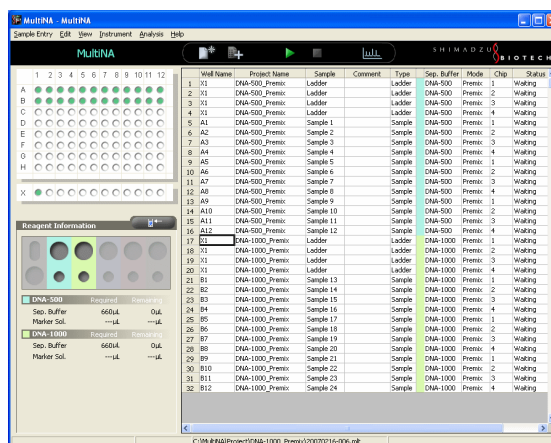 MultiNA - MultiNA
Sample Entry Edit View Instrument Analysis Help
MultiNA
SHIMADZU
BIOTECH
1 2 3 4 5 6 7 8 9 10 11 12
A
B
C
D
E
F
G
H
X
Reagent Information
DNA-500 Required Remaining
Sep. Buffer 660μL 0μL
Marker Sol. ---μL ---μL
DNA-1000 Required Remaining
Sep. Buffer 660μL 0μL
Marker Sol. ---μL ---μL
Well Name Project Name Sample Comment Type Sep. Buffer Mode Chip Status
1 X1 DNA-500_Premix Ladder Ladder DNA-500 Premix 1 Waiting
2 X1 DNA-500_Premix Ladder Ladder DNA-500 Premix 2 Waiting
3 X1 DNA-500_Premix Ladder Ladder DNA-500 Premix 3 Waiting
4 X1 DNA-500_Premix Ladder Ladder DNA-500 Premix 4 Waiting
5 A1 DNA-500_Premix Sample 1 Sample DNA-500 Premix 1 Waiting
6 A2 DNA-500_Premix Sample 2 Sample DNA-500 Premix 2 Waiting
7 A3 DNA-500_Premix Sample 3 Sample DNA-500 Premix 3 Waiting
8 A4 DNA-500_Premix Sample 4 Sample DNA-500 Premix 4 Waiting
9 A5 DNA-500_Premix Sample 5 Sample DNA-500 Premix 1 Waiting
10 A6 DNA-500_Premix Sample 6 Sample DNA-500 Premix 2 Waiting
11 A7 DNA-500_Premix Sample 7 Sample DNA-500 Premix 3 Waiting
12 A8 DNA-500_Premix Sample 8 Sample DNA-500 Premix 4 Waiting
13 A9 DNA-500_Premix Sample 9 Sample DNA-500 Premix 1 Waiting
14 A10 DNA-500_Premix Sample 10 Sample DNA-500 Premix 2 Waiting
15 A11 DNA-500_Premix Sample 11 Sample DNA-500 Premix 3 Waiting
16 A12 DNA-500_Premix Sample 12 Sample DNA-500 Premix 4 Waiting
17 X1 DNA-1000_Premix Ladder Ladder DNA-1000 Premix 1 Waiting
18 X1 DNA-1000_Premix Ladder Ladder DNA-1000 Premix 2 Waiting
19 X1 DNA-1000_Premix Ladder Ladder DNA-1000 Premix 3 Waiting
20 X1 DNA-1000_Premix Ladder Ladder DNA-1000 Premix 4 Waiting
21 B1 DNA-1000_Premix Sample 13 Sample DNA-1000 Premix 1 Waiting
22 B2 DNA-1000_Premix Sample 14 Sample DNA-1000 Premix 2 Waiting
23 B3 DNA-1000_Premix Sample 15 Sample DNA-1000 Premix 3 Waiting
24 B4 DNA-1000_Premix Sample 16 Sample DNA-1000 Premix 4 Waiting
25 B5 DNA-1000_Premix Sample 17 Sample DNA-1000 Premix 1 Waiting
26 B6 DNA-1000_Premix Sample 18 Sample DNA-1000 Premix 2 Waiting
27 B7 DNA-1000_Premix Sample 19 Sample DNA-1000 Premix 3 Waiting
28 B8 DNA-1000_Premix Sample 20 Sample DNA-1000 Premix 4 Waiting
29 B9 DNA-1000_Premix Sample 21 Sample DNA-1000 Premix 1 Waiting
30 B10 DNA-1000_Premix Sample 22 Sample DNA-1000 Premix 2 Waiting
31 B11 DNA-1000_Premix Sample 23 Sample DNA-1000 Premix 3 Waiting
32 B12 DNA-1000_Premix Sample 24 Sample DNA-1000 Premix 4 Waiting
C:\MultiNA\Project\DNA-1000_Premix\20070216-006.mlt